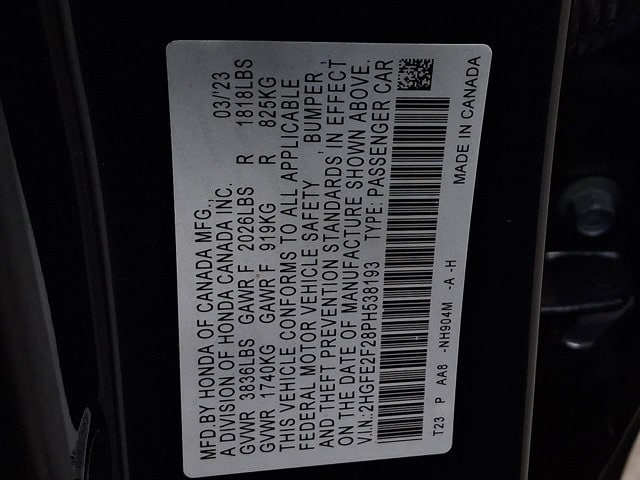 MFD.BY HONDA OF CANADA MFG., 03/'23
A DIVISION OF HONDA CANADA INC.
GVWR 3836LBS GAWR F 2026LBS R 1818LBS
GVWR 1740KG GAWR F 919KG R 825KG
THIS VEHICLE CONFORMS TO ALL APPLICABLE
FEDERAL MOTOR VEHICLE SAFETY , BUMPER ,
AND THEFT PREVENTION STANDARDS IN EFFECT
ON THE DATE OF MANUFACTURE SHOWN ABOVE.
V.I.N.:2HGFE2F28PH638193 TYPE: PASSENGER CAR
T23 P AA8 -NH904M -A -H MADE IN CANADA